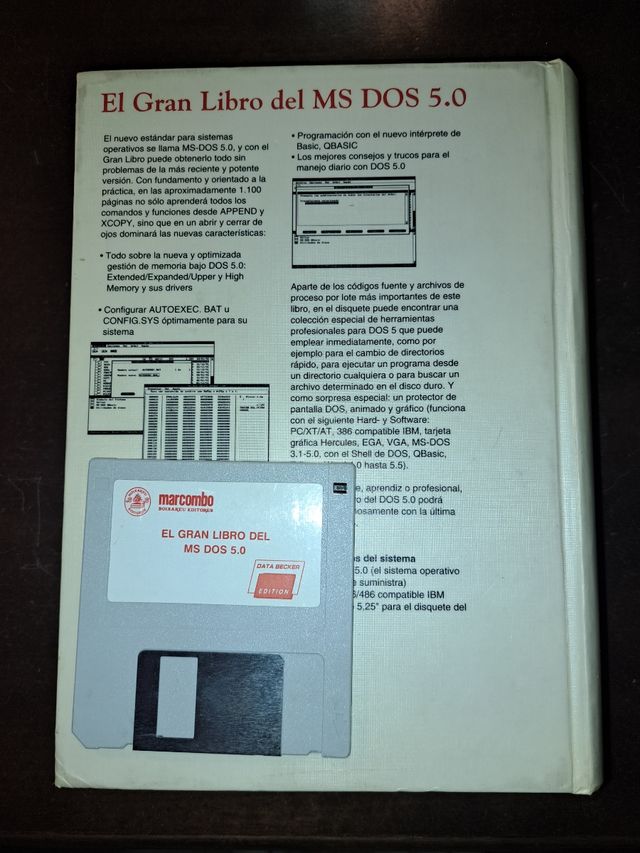 El Gran Libro del MS DOS 5.0
El nuevo estándar para sistemas
operativos se llama MS-DOS 5.0, y con el
Gran Libro puede obtenerlo todo sin
problemas de la más reciente y potente
versión. Con fundamento y orientado a la
práctica, en las aproximadamente 1.100
páginas no sólo aprenderá todos los
comandos y funciones desde APPEND y
XCOPY, sino que en un abrir y cerrar de
ojos dominará las nuevas características:
• Todo sobre la nueva y optimizada
gestión de memoria bajo DOS 5.0:
Extended/Expanded/Upper y High
Memory y sus drivers
• Configurar AUTOEXEC. BAT u
CONFIG.SYS óptimamente para su
sistema
• Programación con el nuevo intérprete de
Basic, QBASIC
• Los mejores consejos y trucos para el
manejo diario con DOS 5.0
Aparte de los códigos fuente y archivos de
proceso por lote más importantes de este
libro, en el disquete puede encontrar una
colección especial de herramientas
profesionales para DOS 5 que puede
emplear inmediatamente, como por
ejemplo para el cambio de directorios
rápido, para ejecutar un programa desde
un directorio cualquiera o para buscar un
archivo determinado en el disco duro. Y
como sorpresa especial: un protector de
pantalla DOS, animado y gráfico (funciona
con el siguiente Hard- y Software:
PC/XT/AT, 386 compatible IBM, tarjeta
gráfica Hercules, EGA, VGA, MS-DOS
3.1-5.0, con el Shell de DOS, QBasic,
.0 hasta 5.5).
e, aprendiz o profesional,
ro del DOS 5.0 podrá
osamente con la última
os del sistema
5.0 (el sistema operativo
e suministra)
6/486 compatible IBM
o 5,25" para el disquete del
marcombo
BOIXAREU EDITORES
EL GRAN LIBRO DEL
MS DOS 5.0
DATA BECKER
EDITION